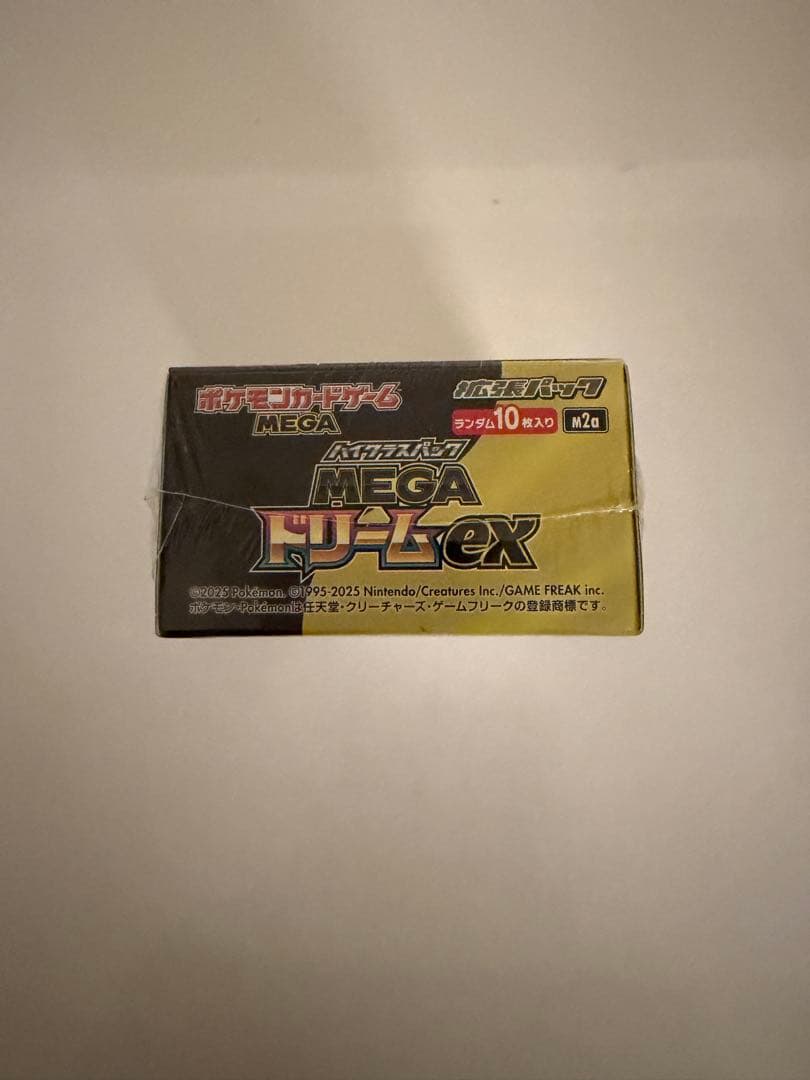 ポケモンカードゲーム
MEGA
拡張パック
ランダム10枚入り
M2a
ハイクラスパック
MEGA
ドリームex
©2025 Pokémon. ©1995-2025 Nintendo/Creatures Inc./GAME FREAK inc.
ポケモン・Pokémonは任天堂・クリーチャーズ・ゲームフリークの登録商標です。